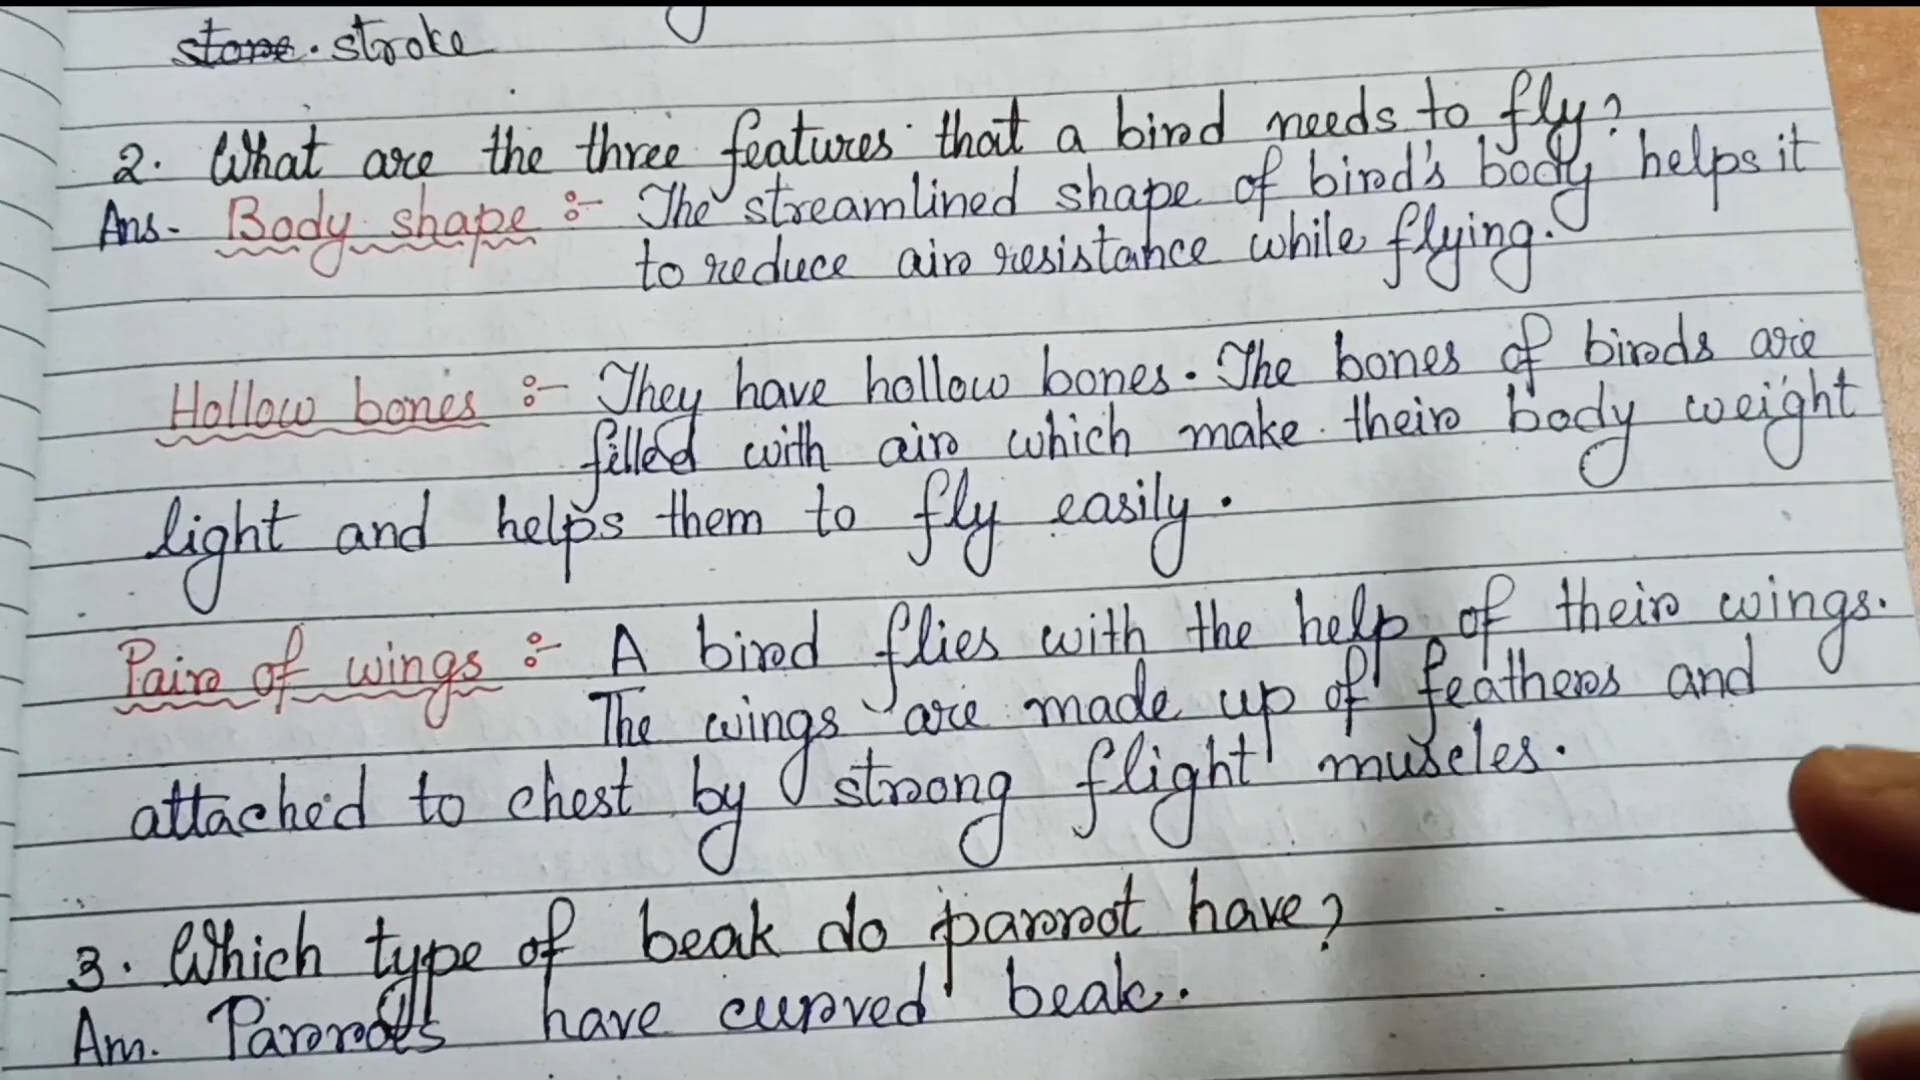 store. stroke
2. What are the three features that a bird needs to fly?
Ans- Body shape :- The streamlined shape of bird's body helps it
to reduce air resistance while flying.
Hollow bones :- They have hollow bones. The bones of birds are
filled with air which make their body weight
light and helps them to fly easily.
Pair of wings :- A bird flies with the help of their wings.
The wings are made up of feathers and
attached to chest by strong flight muscles.
3. Which type of beak do parrot have?
Am. Parrots have curved beak.